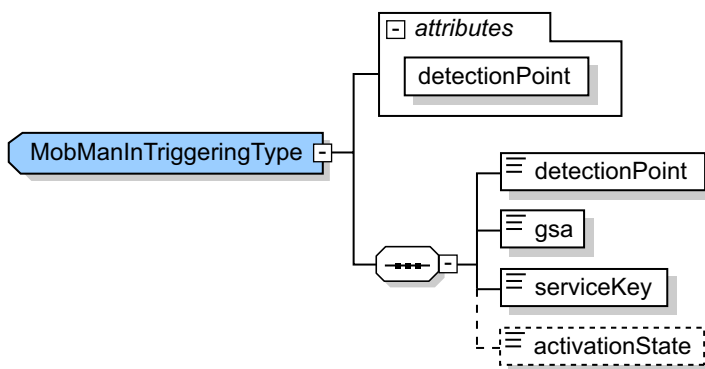 attributes
detectionPoint
MobManInTriggeringType
detectionPoint
gsa
serviceKey
activationState